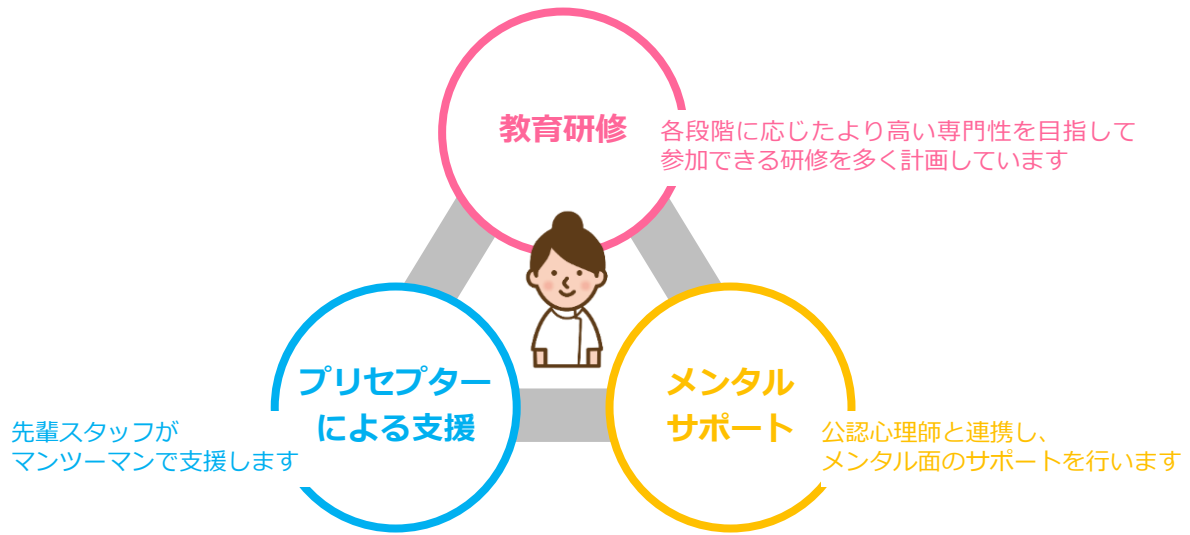 教育研修
各段階に応じたより高い専門性を目指して
参加できる研修を多く計画しています
プリセプター
による支援
先輩スタッフが
マンツーマンで支援します
メンタル
サポート
公認心理師と連携し、
メンタル面のサポートを行います